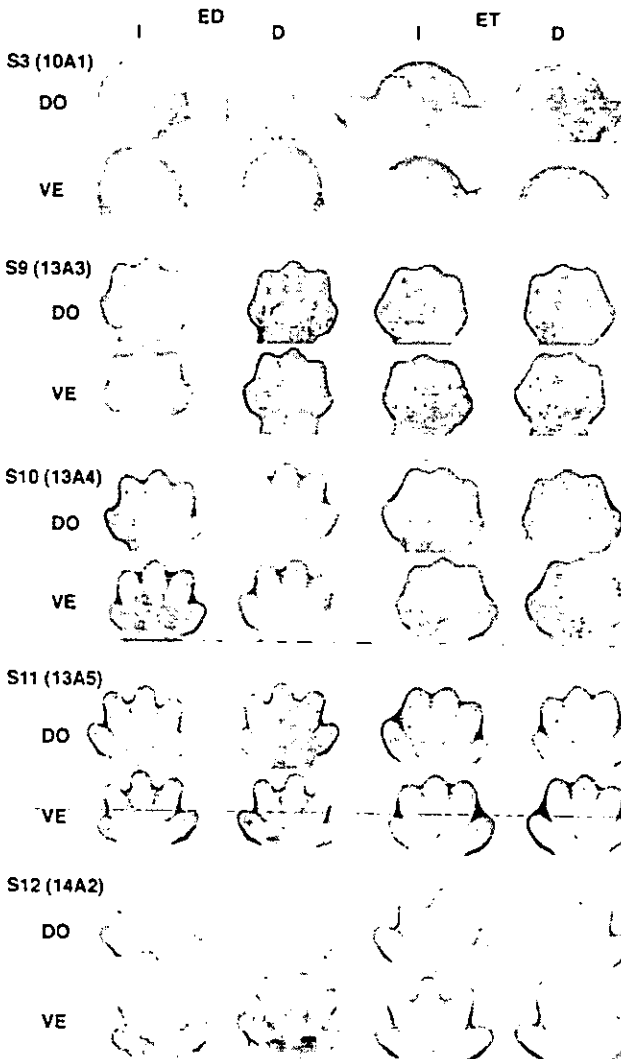 ED ET
I D I D
S3 (10A1)
DO
VE
S9 (13A3)
DO
VE
S10 (13A4)
DO
VE
S11 (13A5)
DO
VE
S12 (14A2)
DO
VE